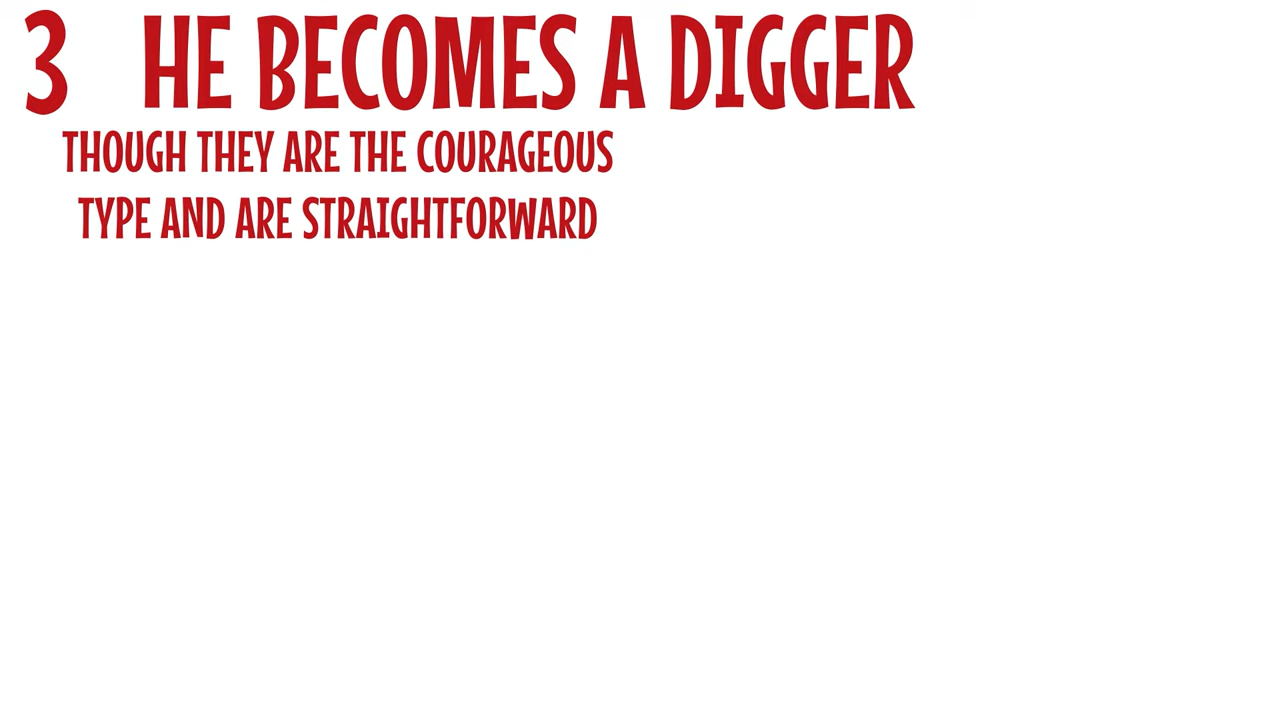 3 HE BECOMES A DIGGER
THOUGH THEY ARE THE COURAGEOUS
TYPE AND ARE STRAIGHTFORWARD